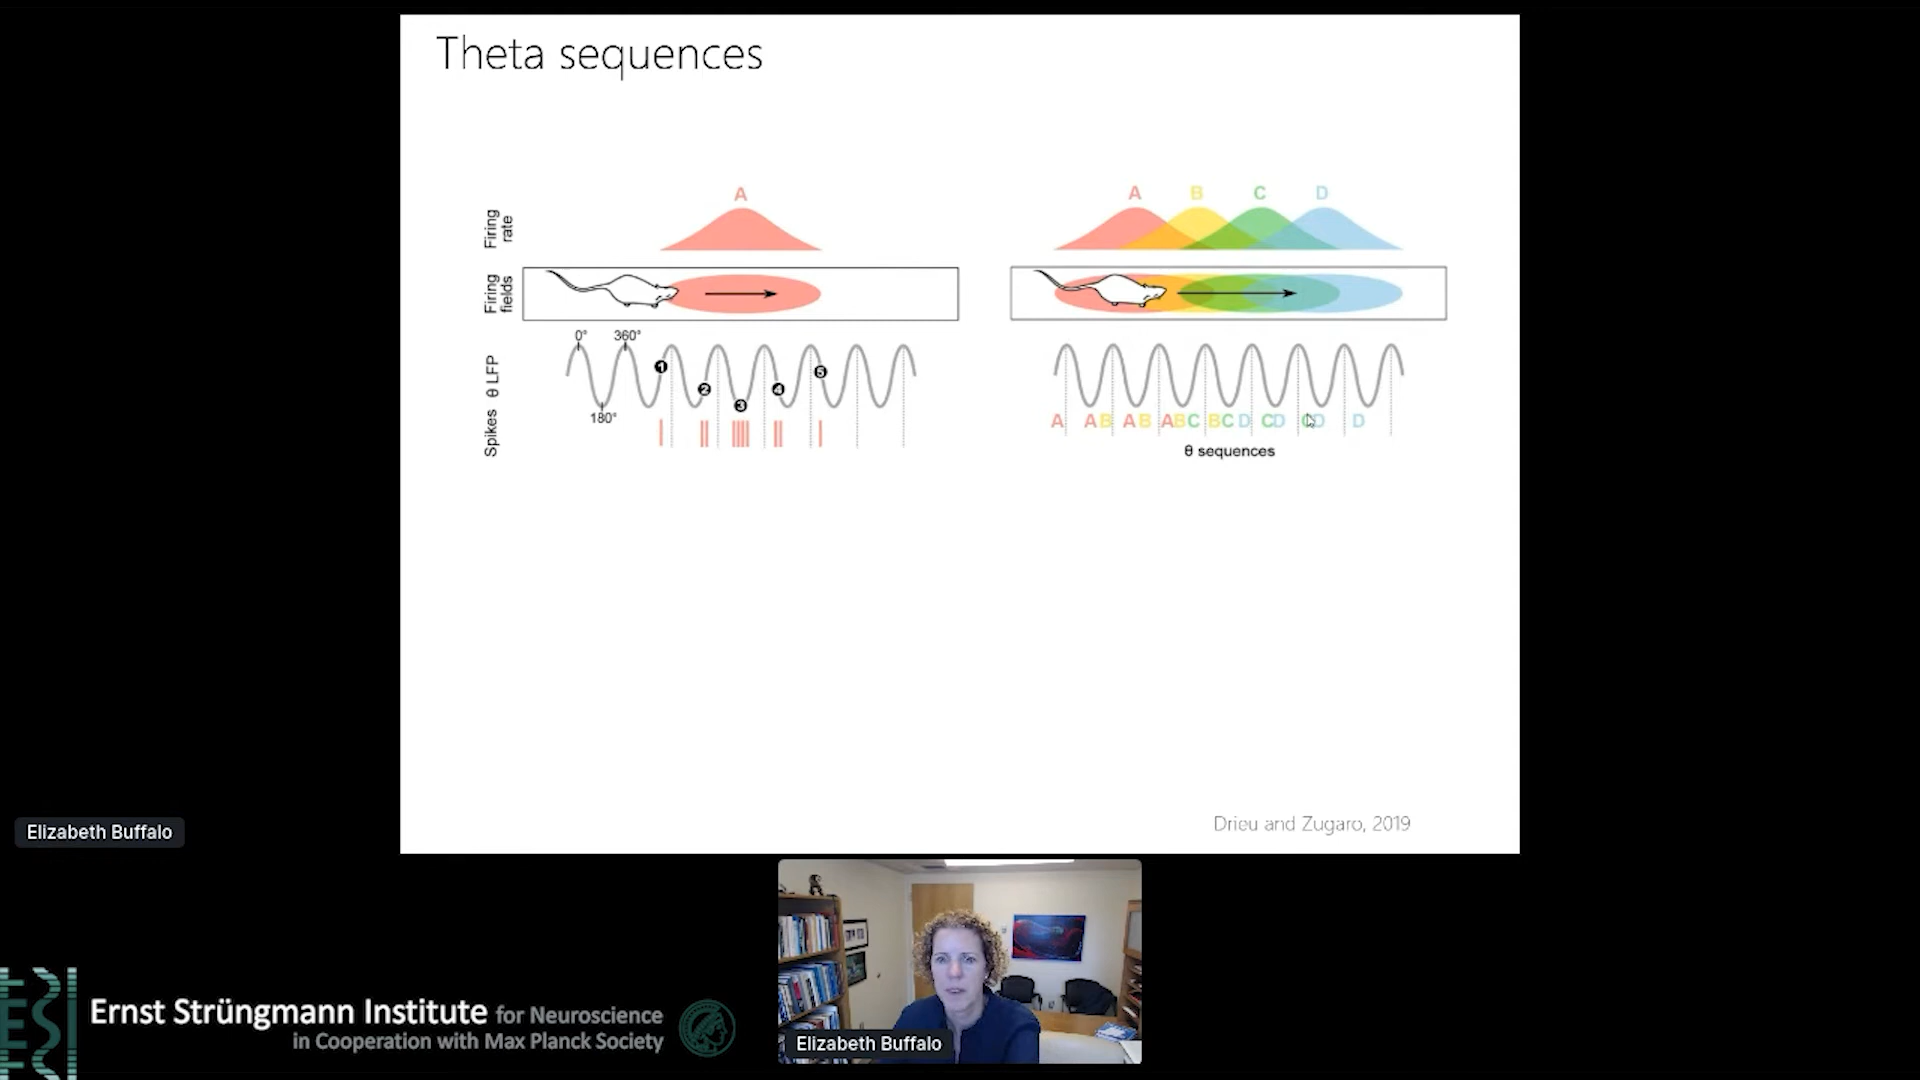 Theta sequences
A
A B C D
Firing
rate
Firing
fields
0° 360°
180°
θ LFP
Spikes
1 2 3 4 5
A AB AB ABC BCD CD CD D
θ sequences
Drieu and Zugaro, 2019
Elizabeth Buffalo
Ernst Strüngmann Institute for Neuroscience
in Cooperation with Max Planck Society
Elizabeth Buffalo